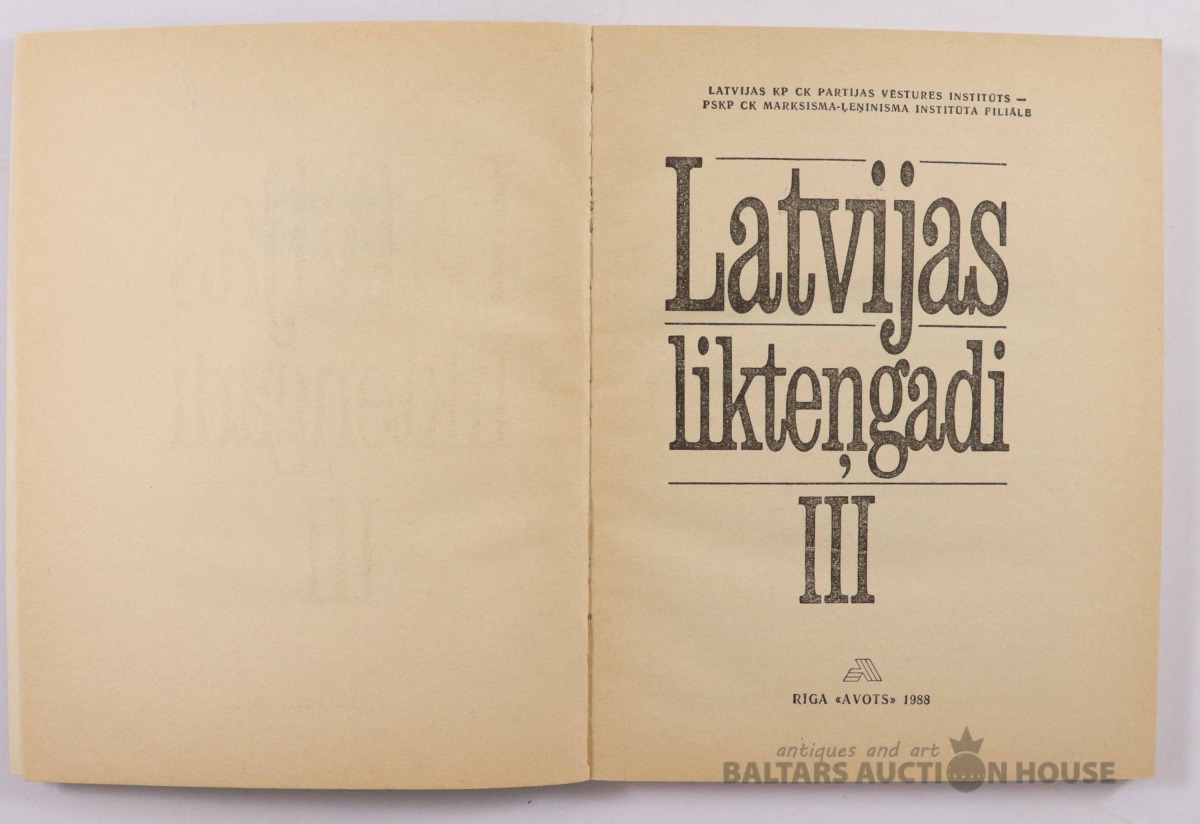 LATVIJAS KP CK PARTIJAS VĒSTURES INSTITŪTS —
PSKP CK MARKSISMA-ĻEŅINISMA INSTITŪTA FILIĀLE
Latvijas
likteņgadi
III
RĪGA «AVOTS» 1988
antiques and art
BALTARS AUCTION HOUSE